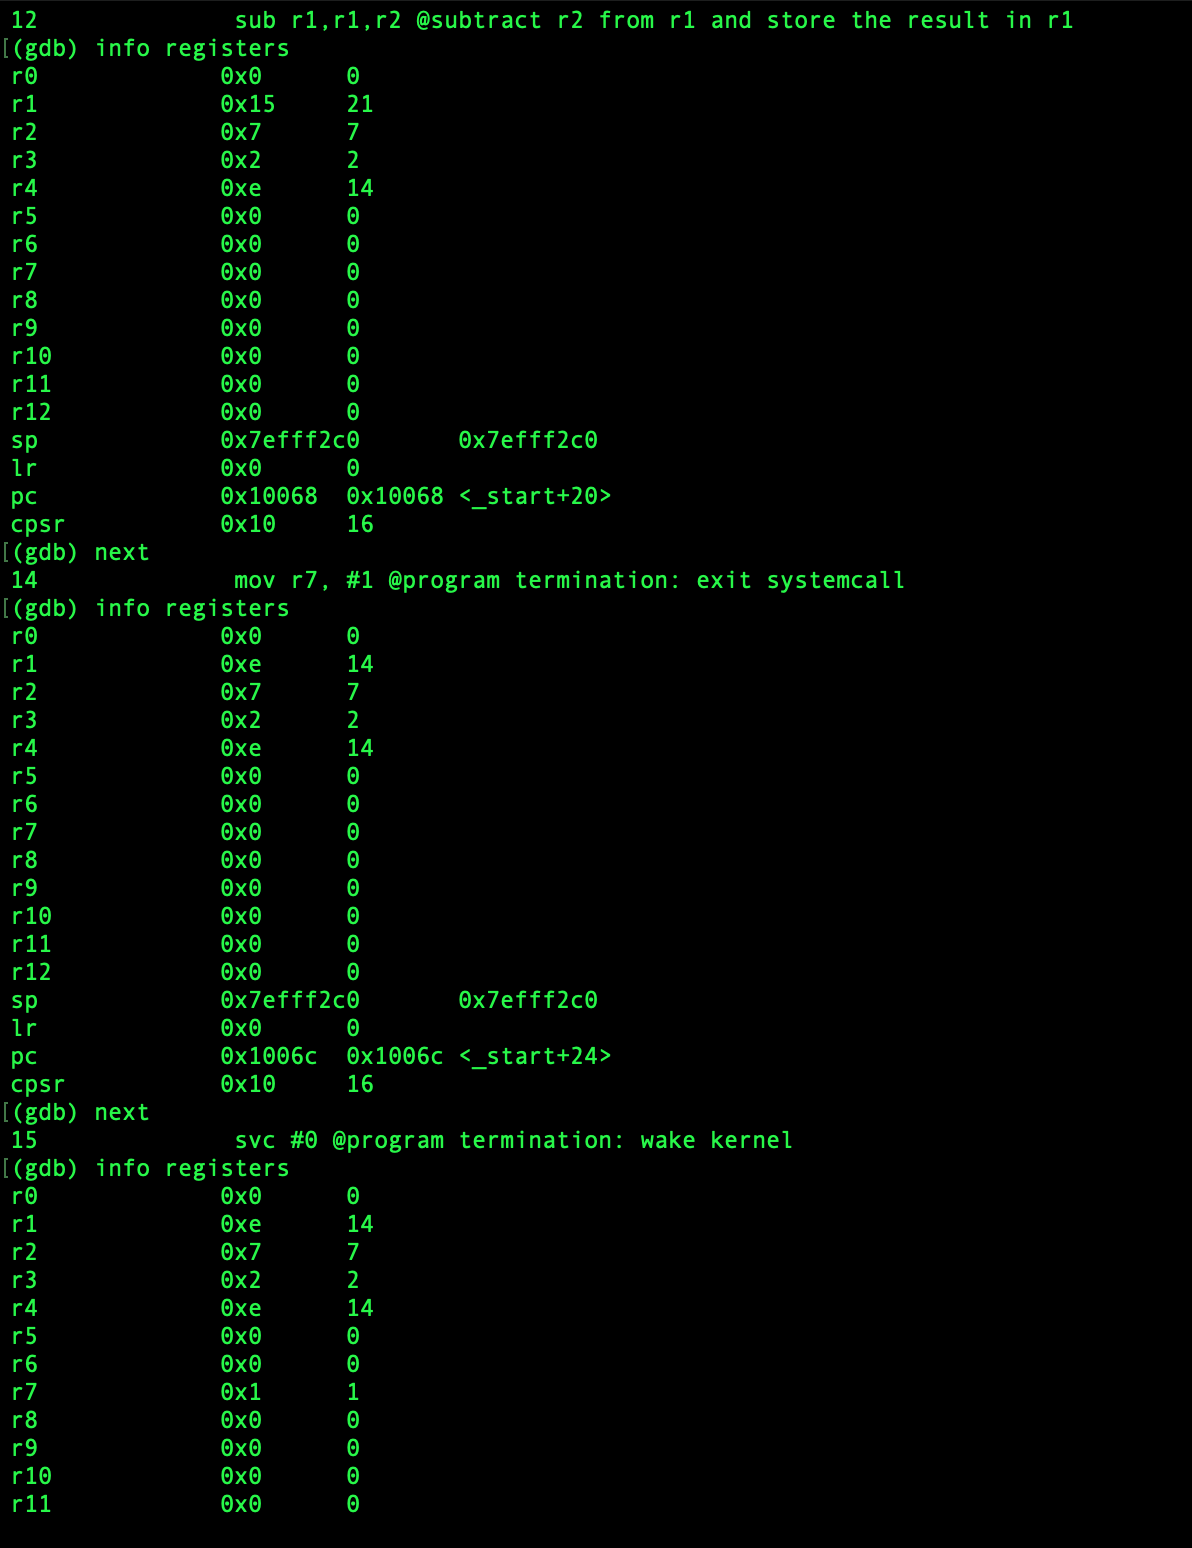 12              sub r1,r1,r2 @subtract r2 from r1 and store the result in r1
[(gdb) info registers
r0             0x0      0
r1             0x15     21
r2             0x7      7
r3             0x2      2
r4             0xe      14
r5             0x0      0
r6             0x0      0
r7             0x0      0
r8             0x0      0
r9             0x0      0
r10            0x0      0
r11            0x0      0
r12            0x0      0
sp             0x7efff2c0       0x7efff2c0
lr             0x0      0
pc             0x10068  0x10068 <_start+20>
cpsr           0x10     16
[(gdb) next
14              mov r7, #1 @program termination: exit systemcall
[(gdb) info registers
r0             0x0      0
r1             0xe      14
r2             0x7      7
r3             0x2      2
r4             0xe      14
r5             0x0      0
r6             0x0      0
r7             0x0      0
r8             0x0      0
r9             0x0      0
r10            0x0      0
r11            0x0      0
r12            0x0      0
sp             0x7efff2c0       0x7efff2c0
lr             0x0      0
pc             0x1006c  0x1006c <_start+24>
cpsr           0x10     16
[(gdb) next
15              svc #0 @program termination: wake kernel
[(gdb) info registers
r0             0x0      0
r1             0xe      14
r2             0x7      7
r3             0x2      2
r4             0xe      14
r5             0x0      0
r6             0x0      0
r7             0x1      1
r8             0x0      0
r9             0x0      0
r10            0x0      0
r11            0x0      0